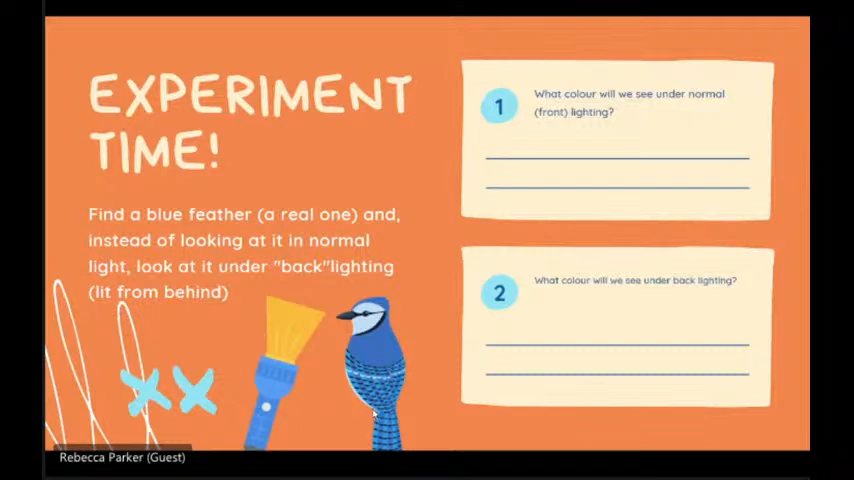 EXPERIMENT
TIME!
Find a blue feather (a real one) and,
instead of looking at it in normal
light, look at it under "back"lighting
(lit from behind)
1
What colour will we see under normal
(front) lighting?
2
What colour will we see under back lighting?
Rebecca Parker (Guest)